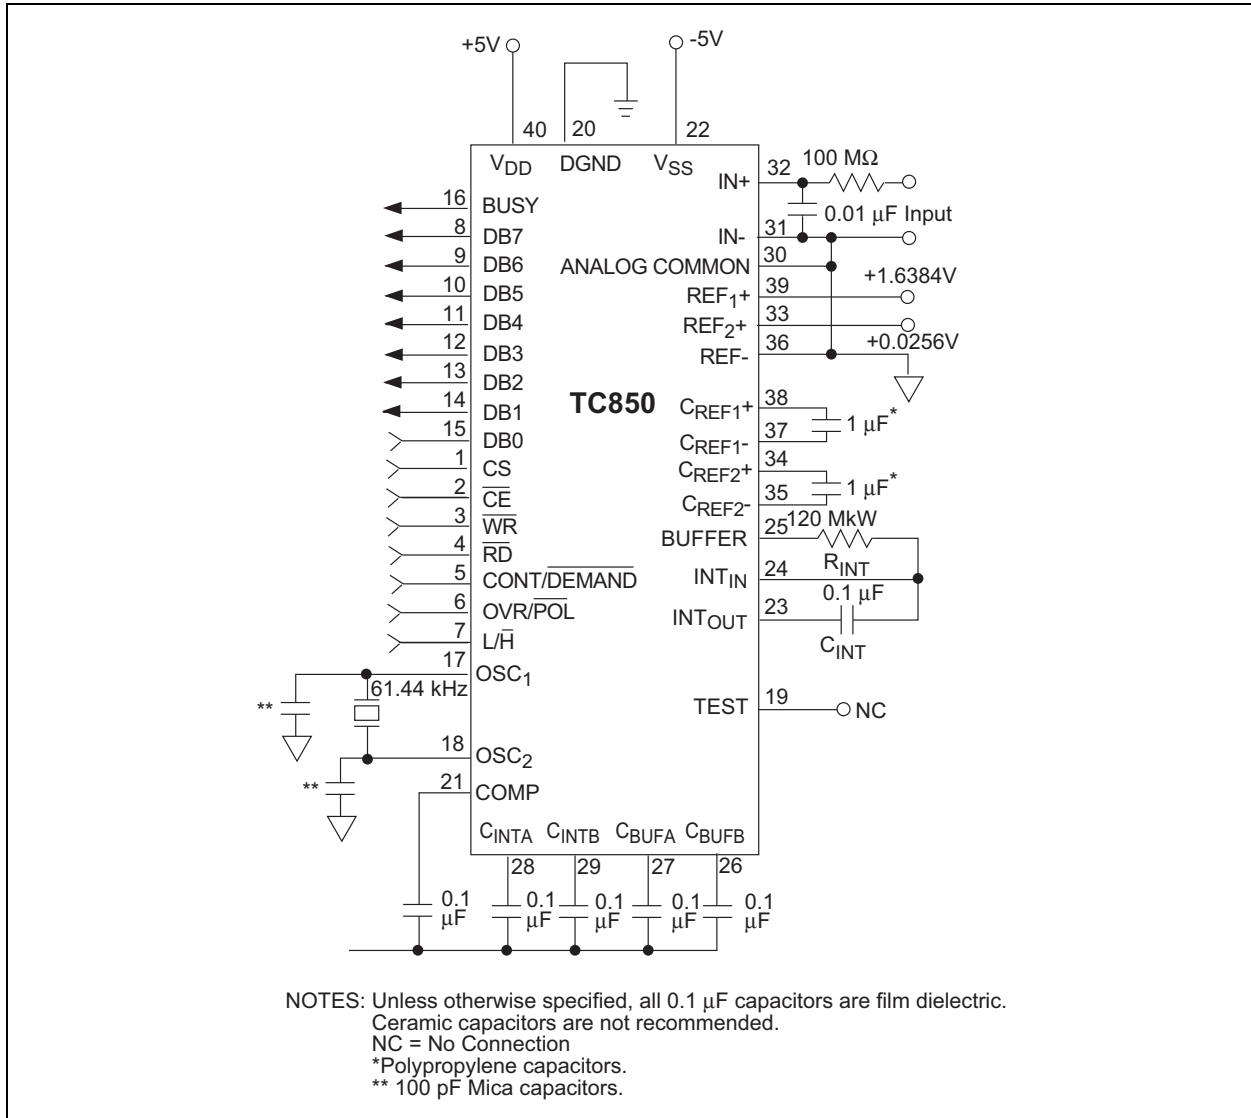 +5V
-5V
40
20
22
VDD
DGND
VSS
IN+
32
100 MΩ
0.01 µF Input
IN-
31
ANALOG COMMON
30
REF1+
39
+1.6384V
REF2+
33
+0.0256V
REF-
36
16
BUSY
8
DB7
9
DB6
10
DB5
11
DB4
12
DB3
13
DB2
14
DB1
15
DB0
1
CS
2
CE
3
WR
4
RD
5
CONT/DEMAND
6
OVR/POL
7
L/H
17
OSC1
61.44 kHz
**
18
OSC2
**
21
COMP
TC850
CREF1+
38
1 µF*
CREF1-
37
CREF2+
34
1 µF*
CREF2-
35
BUFFER
25
120 MkW
RINT
INTIN
24
0.1 µF
INTOUT
23
CINT
TEST
19
NC
CINTA
CINTB
CBUFA
CBUFB
28
29
27
26
0.1
µF
0.1
µF
0.1
µF
0.1
µF
0.1
µF
NOTES: Unless otherwise specified, all 0.1 µF capacitors are film dielectric.
Ceramic capacitors are not recommended.
NC = No Connection
*Polypropylene capacitors.
** 100 pF Mica capacitors.